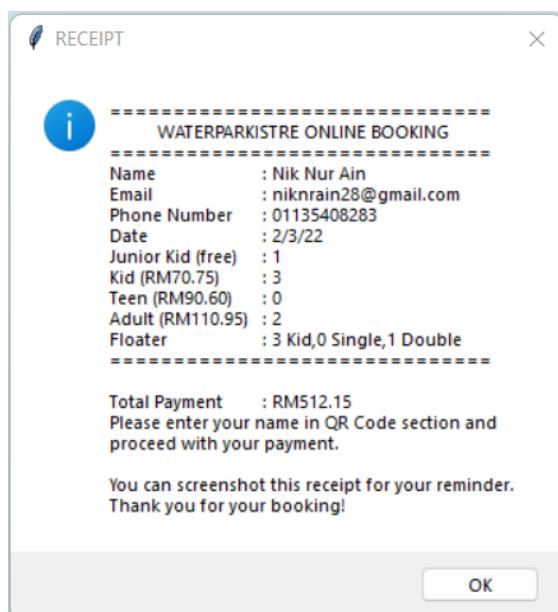 RECEIPT
==============================
WATERPARKISTRE ONLINE BOOKING
==============================
Name : Nik Nur Ain
Email : niknrain28@gmail.com
Phone Number : 01135408283
Date : 2/3/22
Junior Kid (free) : 1
Kid (RM70.75) : 3
Teen (RM90.60) : 0
Adult (RM110.95) : 2
Floater : 3 Kid,0 Single,1 Double
==============================
Total Payment : RM512.15
Please enter your name in QR Code section and
proceed with your payment.
You can screenshot this receipt for your reminder.
Thank you for your booking!
OK